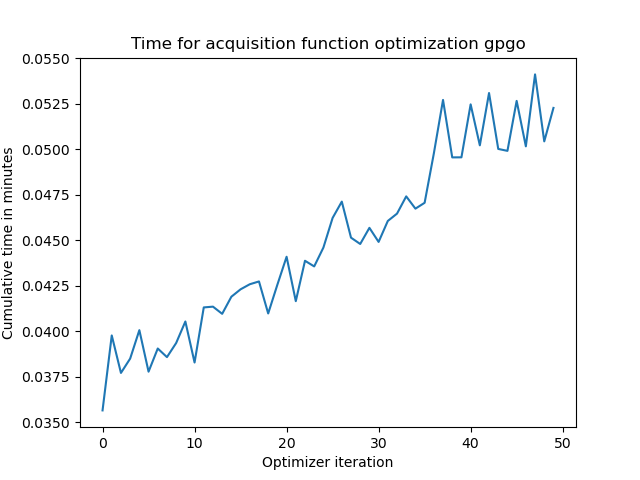 Time for acquisition function optimization gpgo
0.0550
0.0525
0.0500
0.0475
0.0450
0.0425
0.0400
0.0375
0.0350
Cumulative time in minutes
0 10 20 30 40 50
Optimizer iteration